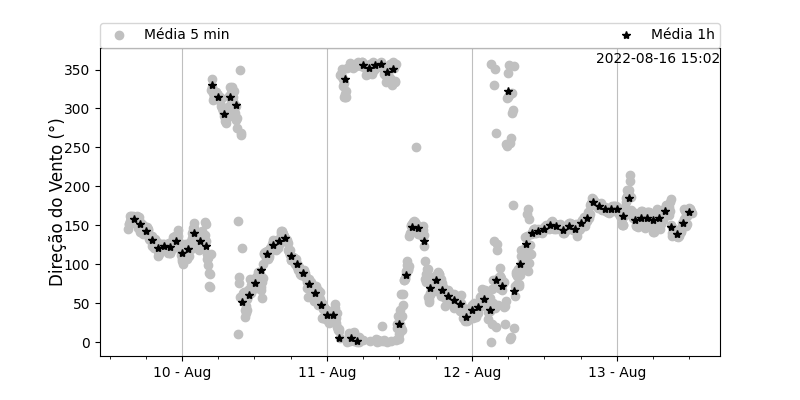 Média 5 min
Média 1h
2022-08-16 15:02
Direção do Vento (°)
350
300
250
200
150
100
50
0
10 - Aug
11 - Aug
12 - Aug
13 - Aug